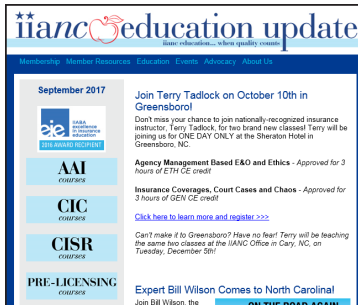 iianc education update
iianc education... when quality counts
Membership Member Resources Education Events Advocacy About Us
September 2017
IIABA
excellence
in insurance
education
eie
2016 AWARD RECIPIENT
AAI
courses
CIC
courses
CISR
courses
PRE-LICENSING
courses
Join Terry Tadlock on October 10th in
Greensboro!
Don't miss your chance to join nationally-recognized insurance
instructor, Terry Tadlock, for two brand new classes! Terry will be
joining us for ONE DAY ONLY at the Sheraton Hotel in
Greensboro, NC.
Agency Management Based E&O and Ethics - Approved for 3
hours of ETH CE credit
Insurance Coverages, Court Cases and Chaos - Approved for
3 hours of GEN CE credit
Click here to learn more and register >>>
Can't make it to Greensboro? Have no fear! Terry will be teaching
the same two classes at the IIANC Office in Cary, NC, on
Tuesday, December 5th!
Expert Bill Wilson Comes to North Carolina!
Join Bill Wilson, the
ON THE ROAD AGAIN